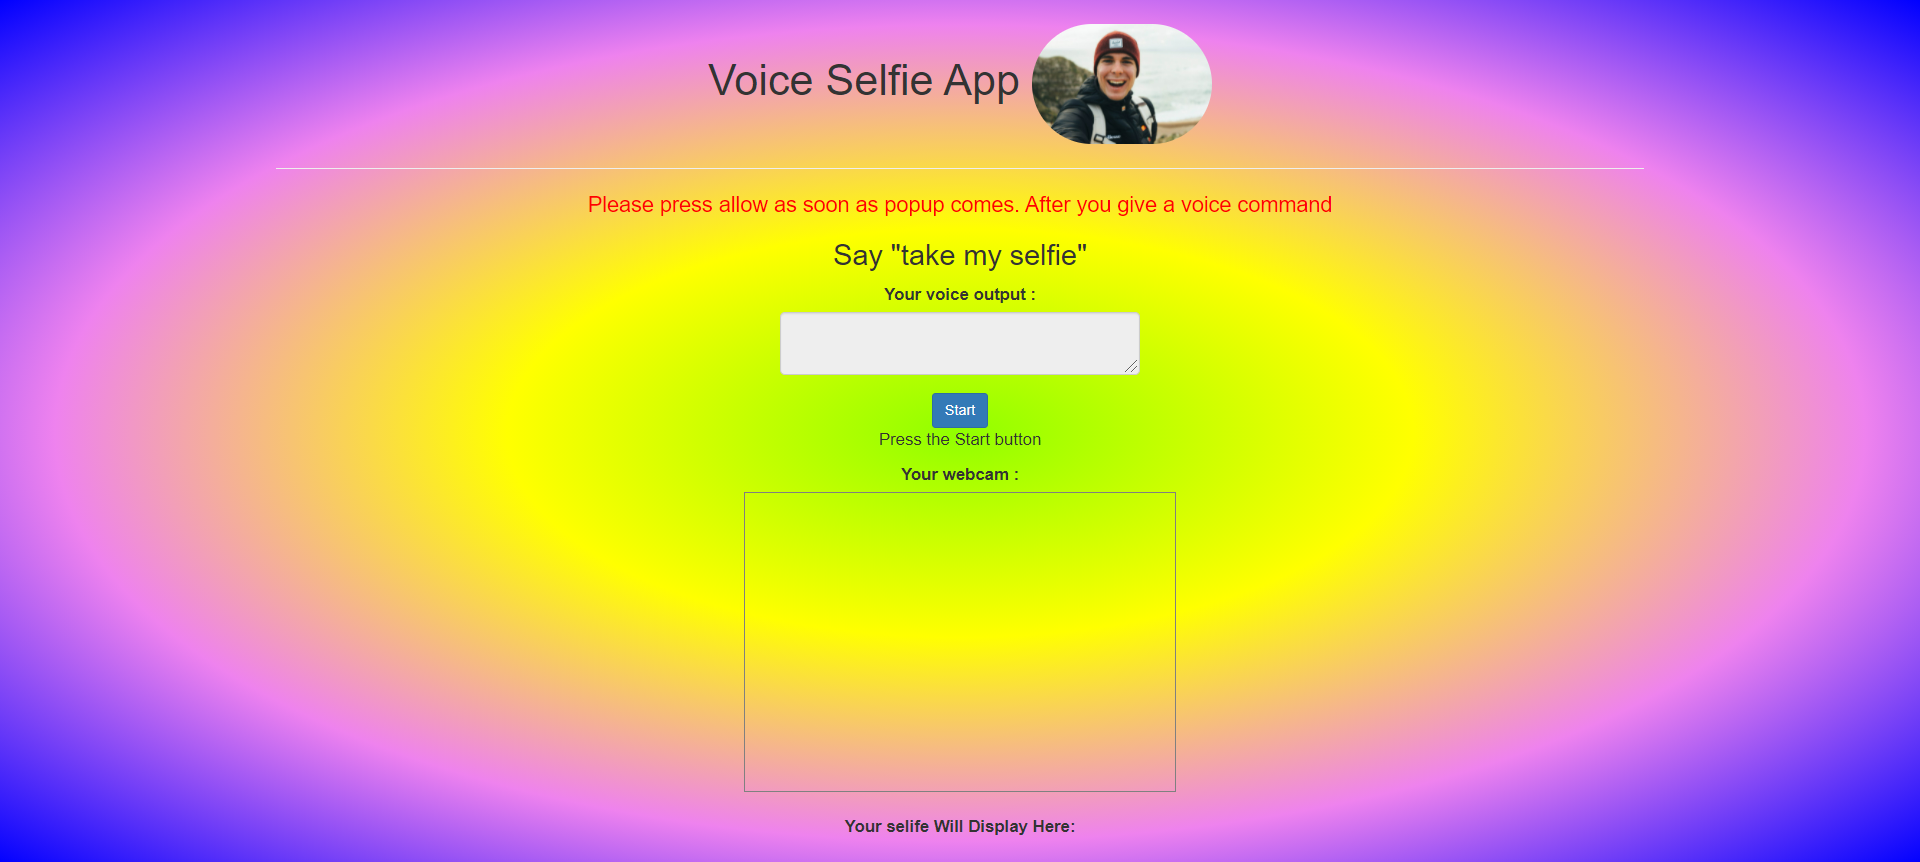 Voice Selfie App
Please press allow as soon as popup comes. After you give a voice command
Say "take my selfie"
Your voice output :
Start
Press the Start button
Your webcam :
Your selife Will Display Here: